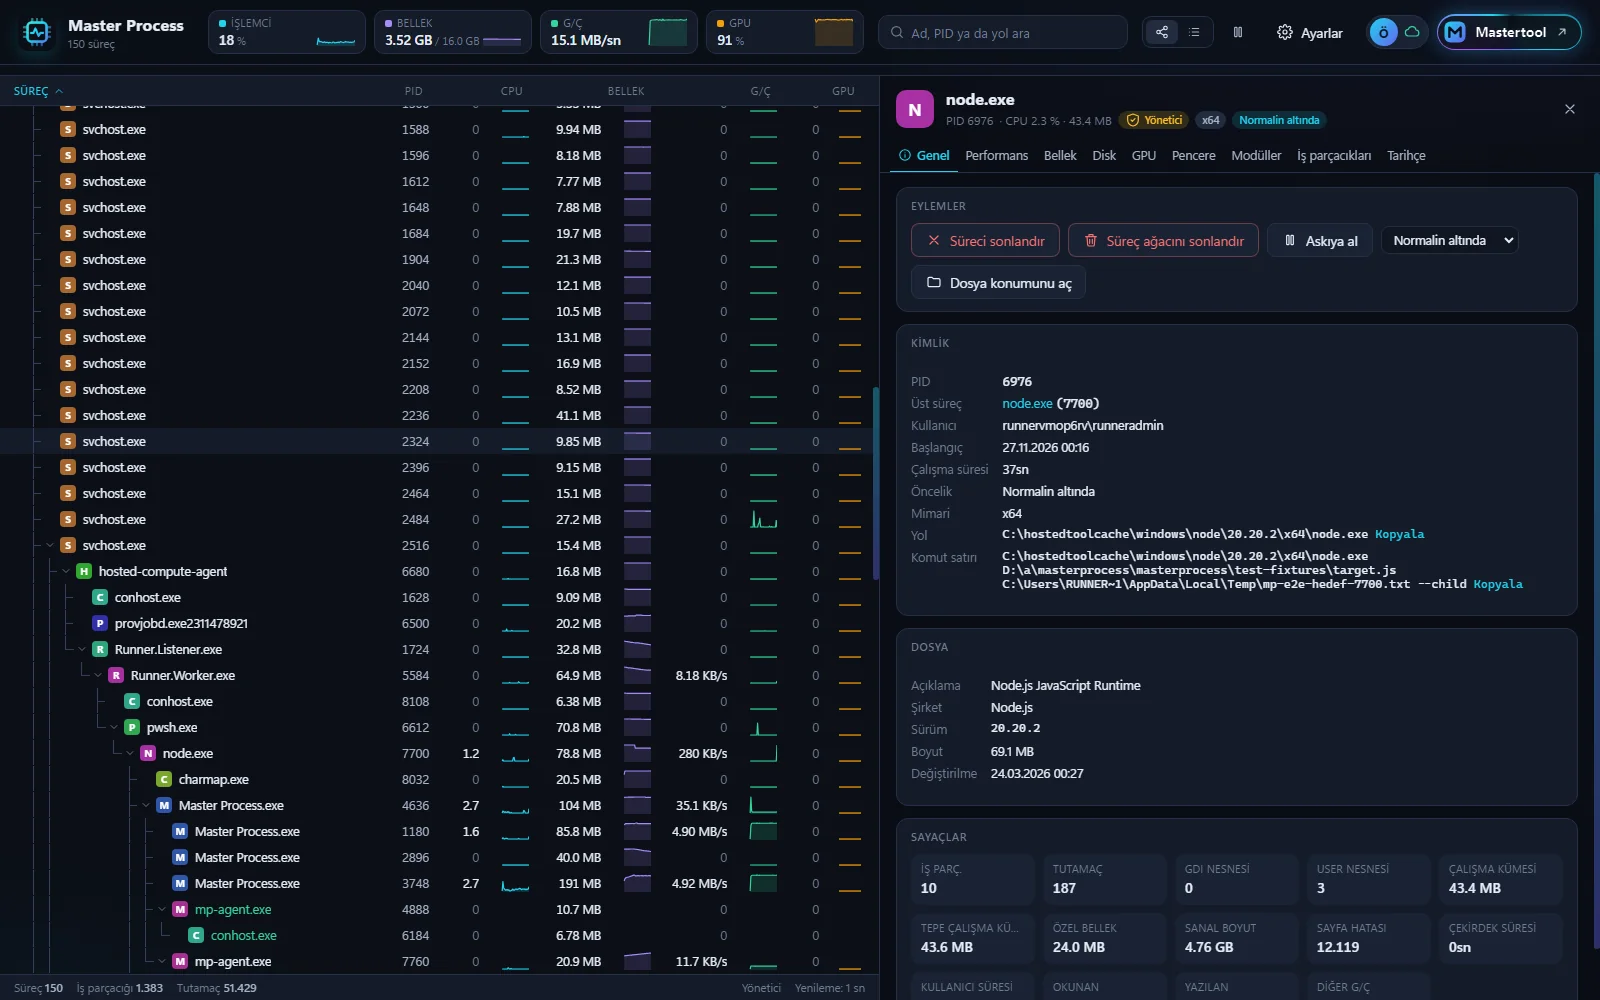 Master Process
150 süreç
İŞLEMCİ
18 %
BELLEK
3.52 GB / 16.0 GB
G/Ç
15.1 MB/sn
GPU
91 %
Ad, PID ya da yol ara
Ayarlar
ö
Mastertool
SÜREÇ PID CPU BELLEK G/Ç GPU
S svchost.exe 1588 0 9.94 MB 0 0
S svchost.exe 1596 0 8.18 MB 0 0
S svchost.exe 1612 0 7.77 MB 0 0
S svchost.exe 1648 0 7.88 MB 0 0
S svchost.exe 1684 0 19.7 MB 0 0
S svchost.exe 1904 0 21.3 MB 0 0
S svchost.exe 2040 0 12.1 MB 0 0
S svchost.exe 2072 0 10.5 MB 0 0
S svchost.exe 2144 0 13.1 MB 0 0
S svchost.exe 2152 0 16.9 MB 0 0
S svchost.exe 2208 0 8.52 MB 0 0
S svchost.exe 2236 0 41.1 MB 0 0
S svchost.exe 2324 0 9.85 MB 0 0
S svchost.exe 2396 0 9.15 MB 0 0
S svchost.exe 2464 0 15.1 MB 0 0
S svchost.exe 2484 0 27.2 MB 0 0
S svchost.exe 2516 0 15.4 MB 0 0
H hosted-compute-agent 6680 0 16.8 MB 0 0
C conhost.exe 1628 0 9.09 MB 0 0
P provjobd.exe2311478921 6500 0 20.2 MB 0 0
R Runner.Listener.exe 1724 0 32.8 MB 0 0
R Runner.Worker.exe 5584 0 64.9 MB 8.18 KB/s 0
C conhost.exe 8108 0 6.38 MB 0 0
P pwsh.exe 6612 0 70.8 MB 0 0
N node.exe 7700 1.2 78.8 MB 280 KB/s 0
C charmap.exe 8032 0 20.5 MB 0 0
M Master Process.exe 4636 2.7 104 MB 35.1 KB/s 0
M Master Process.exe 1180 1.6 85.8 MB 4.90 MB/s 0
M Master Process.exe 2896 0 40.0 MB 0 0
M Master Process.exe 3748 2.7 191 MB 4.92 MB/s 0
M mp-agent.exe 4888 0 10.7 MB 0 0
C conhost.exe 6184 0 6.78 MB 0 0
M mp-agent.exe 7760 0 20.9 MB 11.7 KB/s 0
Süreç 150 İş parçacığı 1.383 Tutamaç 51.429 Yönetici Yenileme: 1 sn
N
node.exe
PID 6976 · CPU 2.3 % · 43.4 MB Yönetici x64 Normalin altında
Genel Performans Bellek Disk GPU Pencere Modüller İş parçacıkları Tarihçe
EYLEMLER
Süreci sonlandır Süreç ağacını sonlandır Askıya al Normalin altında
Dosya konumunu aç
KİMLİK
PID 6976
Üst süreç node.exe (7700)
Kullanıcı runnervmop6rv\runneradmin
Başlangıç 27.11.2026 00:16
Çalışma süresi 37sn
Öncelik Normalin altında
Mimari x64
Yol C:\hostedtoolcache\windows\node\20.20.2\x64\node.exe Kopyala
Komut satırı C:\hostedtoolcache\windows\node\20.20.2\x64\node.exe
D:\a\masterprocess\masterprocess\test-fixtures\target.js
C:\Users\RUNNER~1\AppData\Local\Temp\mp-e2e-hedef-7700.txt --child Kopyala
DOSYA
Açıklama Node.js JavaScript Runtime
Şirket Node.js
Sürüm 20.20.2
Boyut 69.1 MB
Değiştirilme 24.03.2026 00:27
SAYAÇLAR
İŞ PARÇ. TUTAMAÇ GDI NESNESİ USER NESNESİ ÇALIŞMA KÜMESİ
10 187 0 3 43.4 MB
TEPE ÇALIŞMA KÜ... ÖZEL BELLEK SANAL BOYUT SAYFA HATASI ÇEKİRDEK SÜRESİ
43.6 MB 24.0 MB 4.76 GB 12.119 0sn
KULLANICI SÜRESİ OKUNAN YAZILAN DİĞER G/Ç